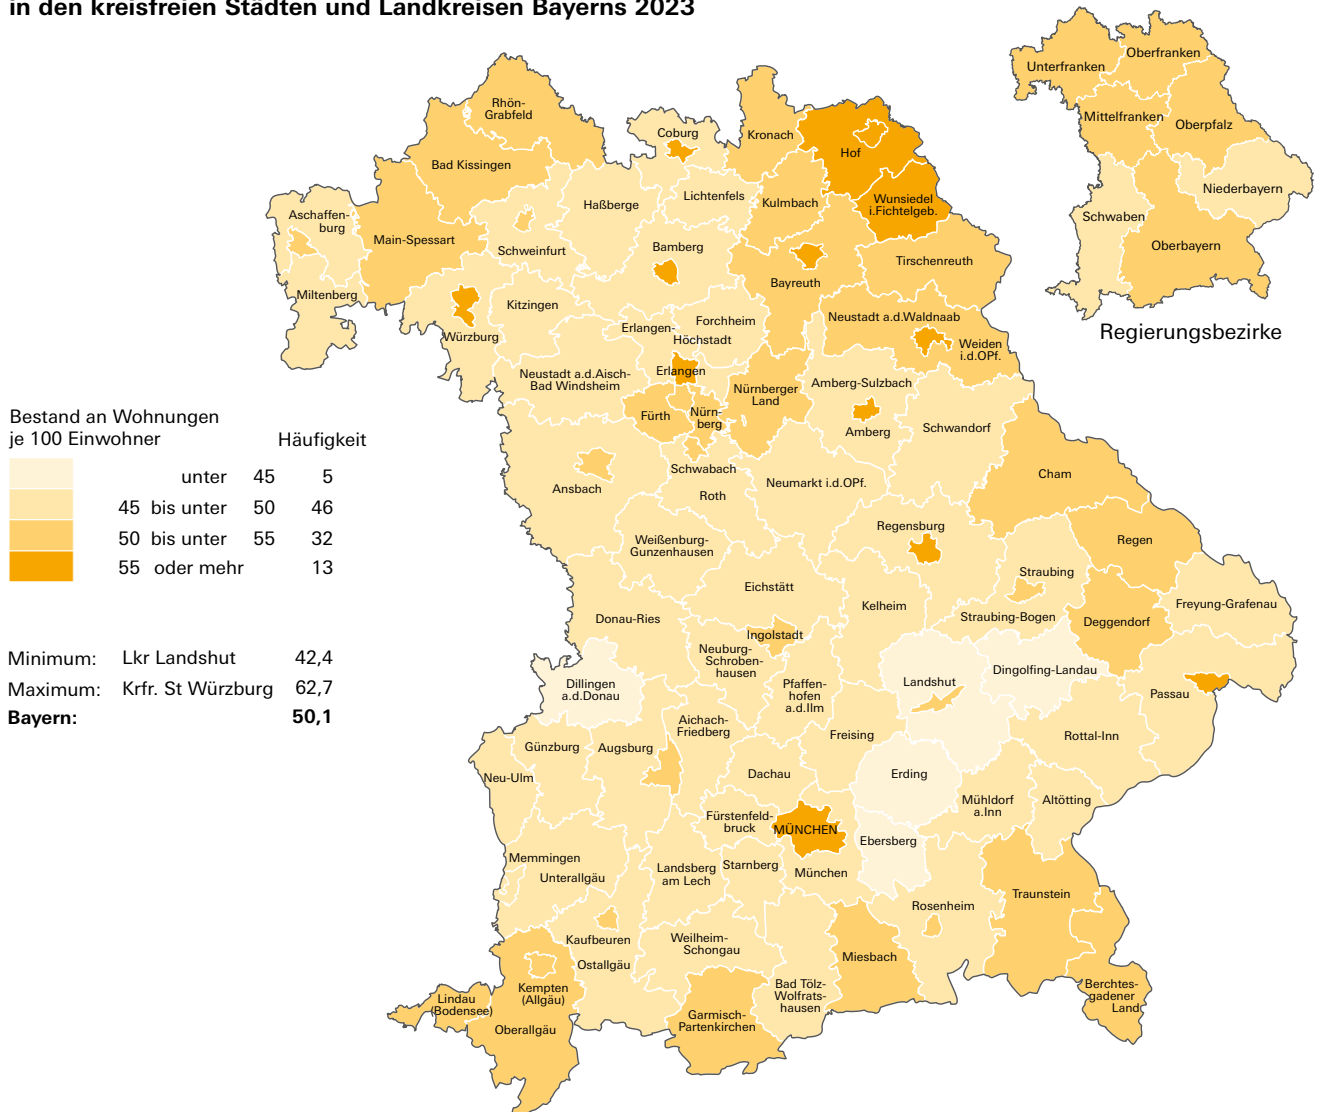 in den kreisfreien Städten und Landkreisen Bayerns 2023
Unterfranken
Oberfranken
Mittelfranken
Oberpfalz
Niederbayern
Schwaben
Oberbayern
Regierungsbezirke
Rhön-
Grabfeld
Coburg
Kronach
Hof
Bad Kissingen
Lichtenfels
Kulmbach
Wunsiedel
i.Fichtelgeb.
Haßberge
Aschaffen-
burg
Main-Spessart
Schweinfurt
Bamberg
Bayreuth
Tirschenreuth
Miltenberg
Würzburg
Kitzingen
Erlangen-
Höchstadt
Forchheim
Neustadt a.d.Waldnaab
Weiden
i.d.OPf.
Neustadt a.d.Aisch-
Bad Windsheim
Erlangen
Nürnberger
Land
Amberg-Sulzbach
Fürth
Nürn-
berg
Amberg
Schwandorf
Ansbach
Schwabach
Roth
Neumarkt i.d.OPf.
Cham
Weißenburg-
Gunzenhausen
Regensburg
Regen
Eichstätt
Straubing
Donau-Ries
Kelheim
Straubing-Bogen
Deggendorf
Freyung-Grafenau
Ingolstadt
Neuburg-
Schroben-
hausen
Dillingen
a.d.Donau
Pfaffen-
hofen
a.d.Ilm
Landshut
Dingolfing-Landau
Passau
Aichach-
Friedberg
Freising
Rottal-Inn
Günzburg
Augsburg
Neu-Ulm
Dachau
Erding
Mühldorf
a.Inn
Altötting
Fürstenfeld-
bruck
MÜNCHEN
Ebersberg
Memmingen
Unterallgäu
Landsberg
am Lech
Starnberg
München
Traunstein
Rosenheim
Kaufbeuren
Ostallgäu
Weilheim-
Schongau
Miesbach
Kempten
(Allgäu)
Bad Tölz-
Wolfrats-
hausen
Berchtes-
gadener
Land
Lindau
(Bodensee)
Oberallgäu
Garmisch-
Partenkirchen
Bestand an Wohnungen
je 100 Einwohner Häufigkeit
unter 45 5
45 bis unter 50 46
50 bis unter 55 32
55 oder mehr 13
Minimum: Lkr Landshut 42,4
Maximum: Krfr. St Würzburg 62,7
Bayern: 50,1